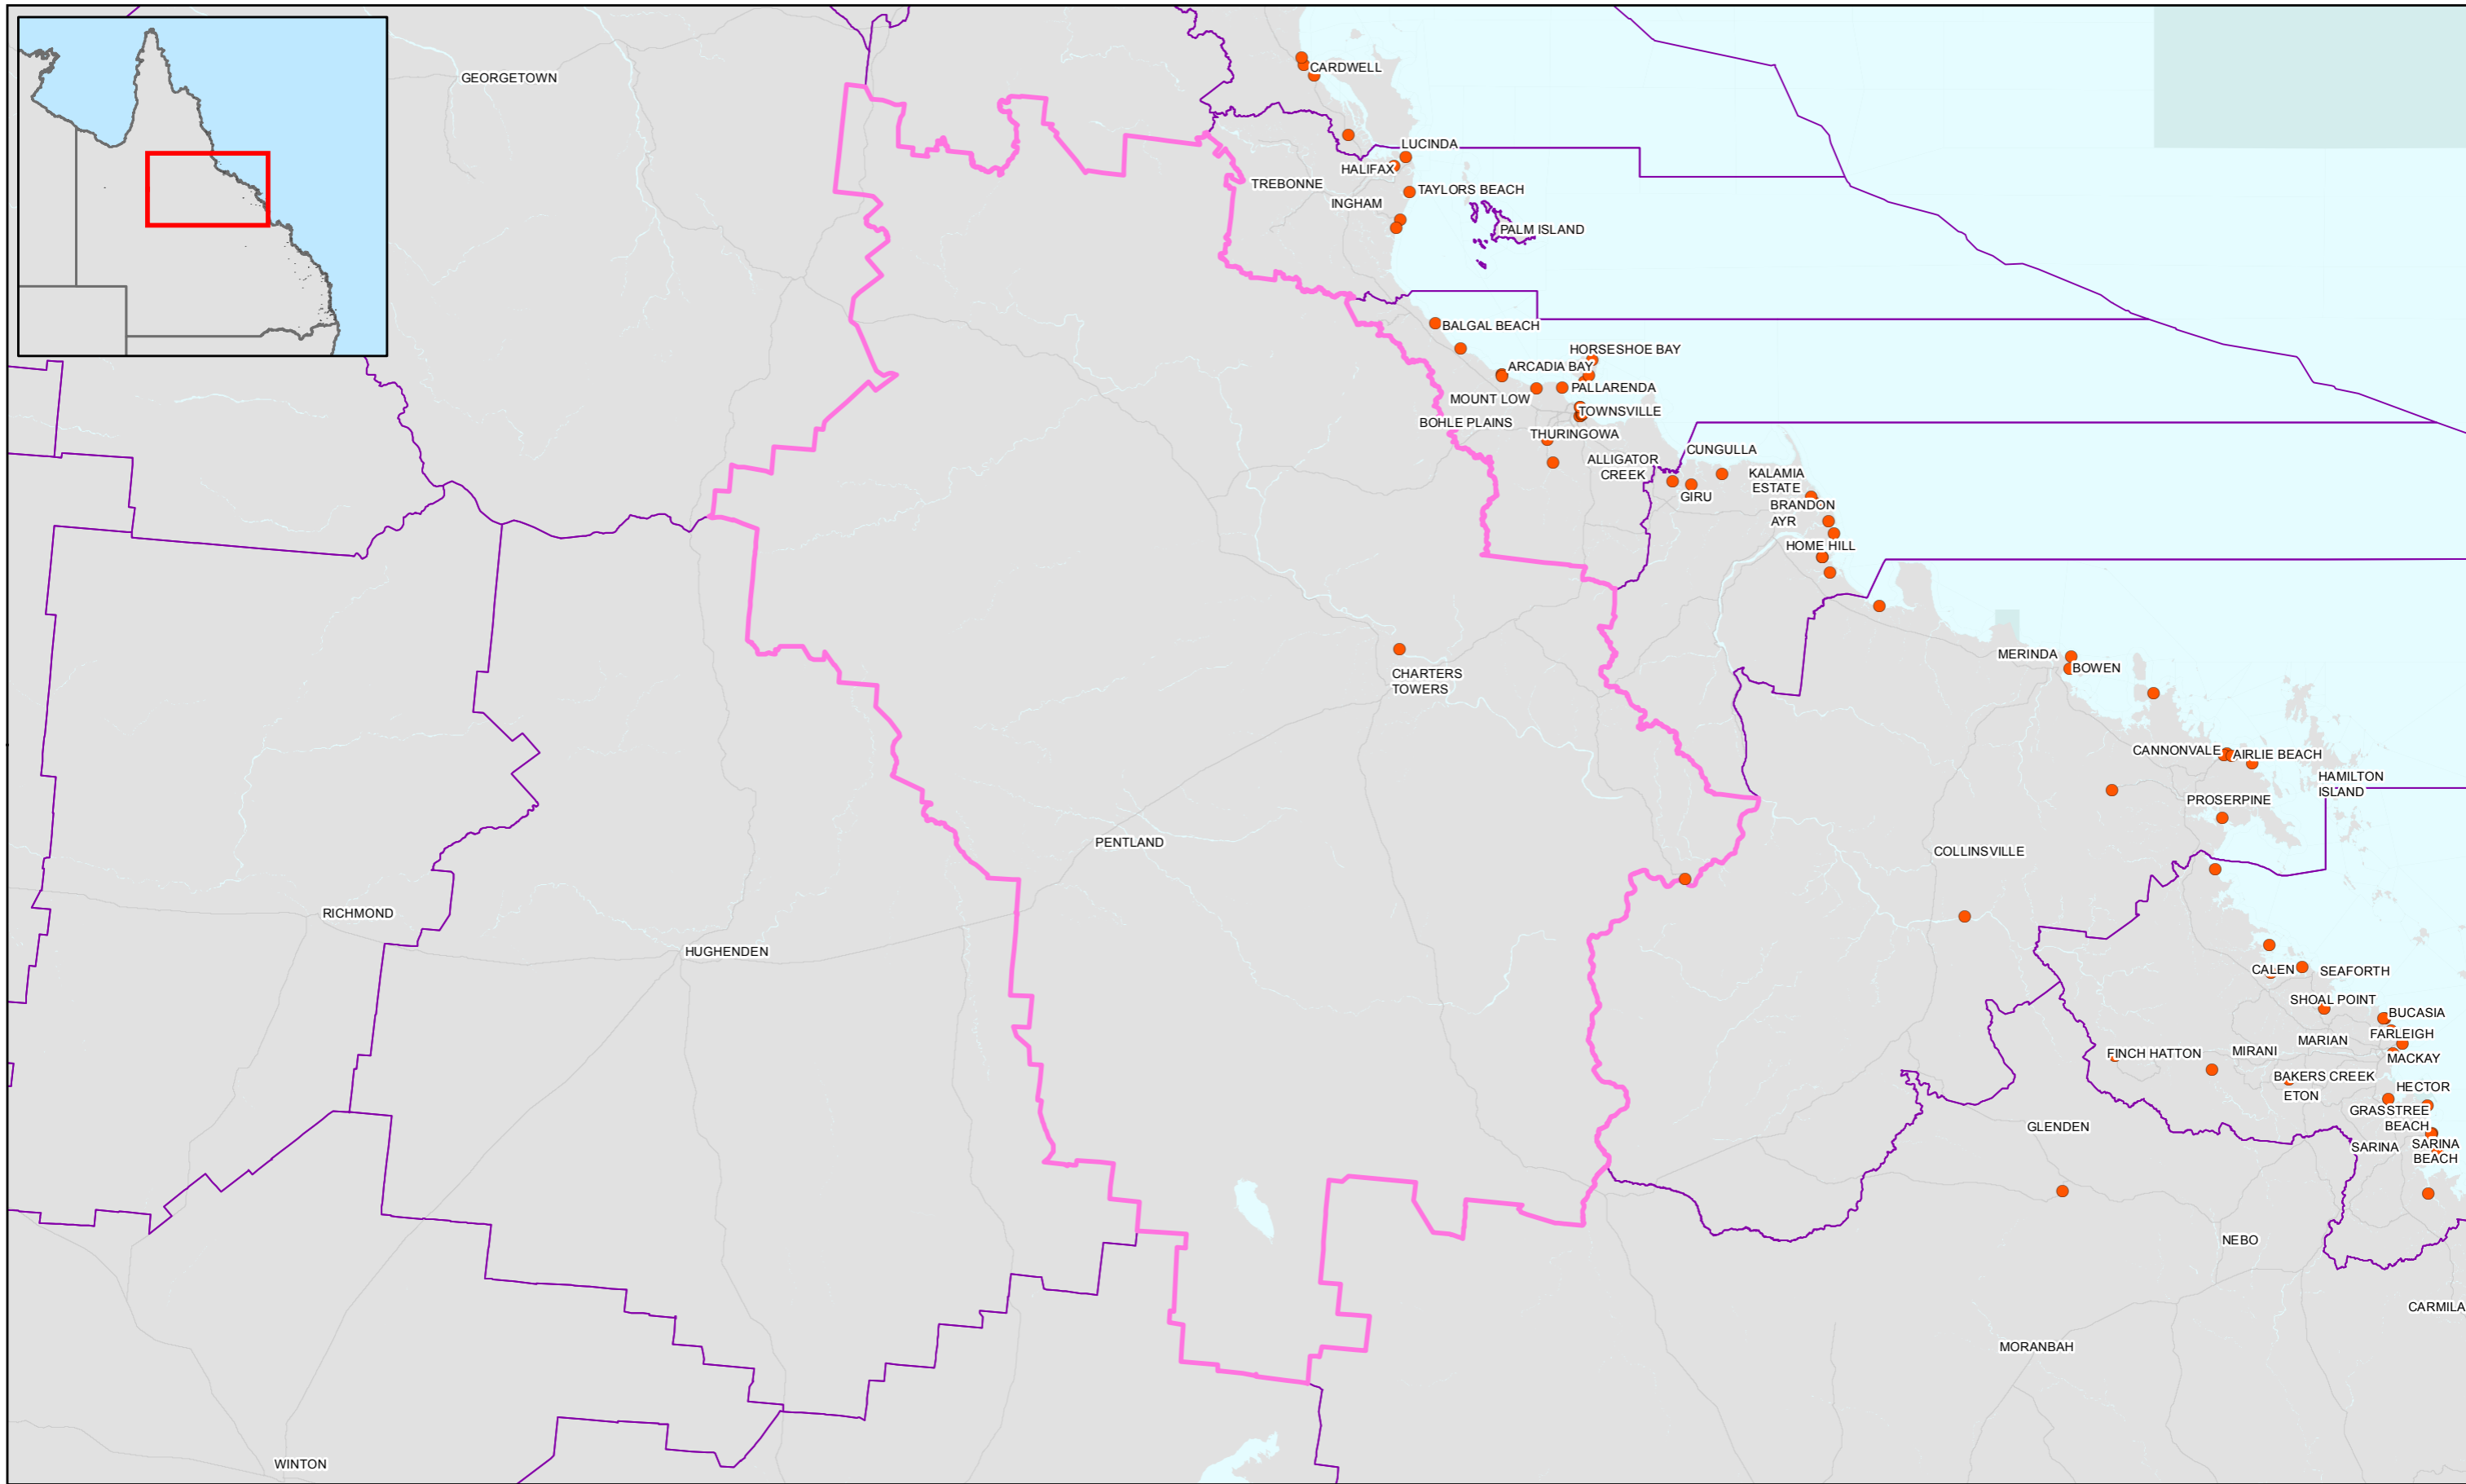 GEORGETOWN
CARDWELL
LUCINDA
HALIFAX
TREBONNE
TAYLORS BEACH
INGHAM
PALM ISLAND
BALGAL BEACH
HORSESHOE BAY
ARCADIA BAY
PALLARENDA
MOUNT LOW
TOWNSVILLE
BOHLE PLAINS
THURINGOWA
CUNGULLA
ALLIGATOR
CREEK
KALAMIA
ESTATE
GIRU
BRANDON
AYR
HOME HILL
MERINDA
BOWEN
CHARTERS
TOWERS
CANNONVALE
AIRLIE BEACH
HAMILTON
ISLAND
PROSERPINE
PENTLAND
COLLINSVILLE
RICHMOND
HUGHENDEN
CALEN
SEAFORTH
SHOAL POINT
BUCASIA
FARLEIGH
MARIAN
MIRANI
FINCH HATTON
MACKAY
BAKERS CREEK
HECTOR
ETON
GRASSTREE
BEACH
GLENDEN
SARINA
SARINA
BEACH
NEBO
CARMILA
MORANBAH
WINTON